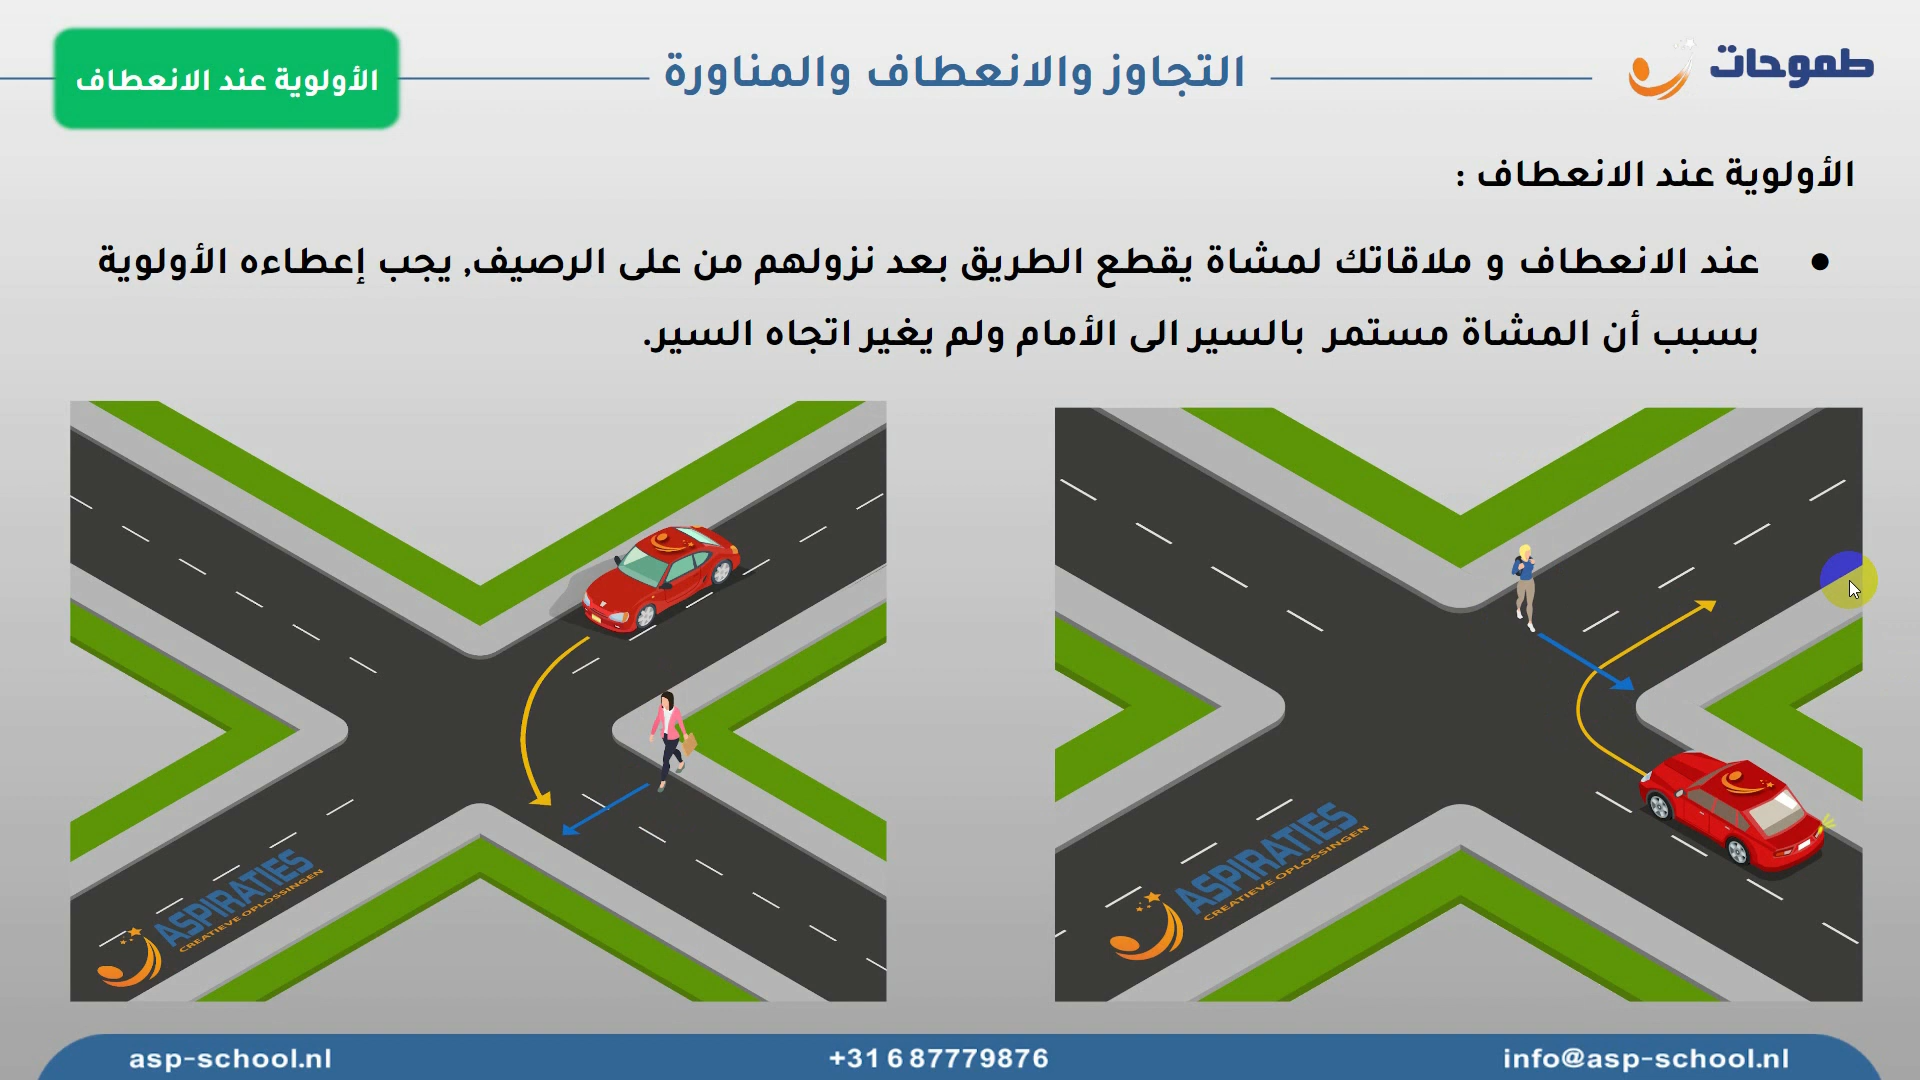 طموحات
التجاوز والانعطاف والمناورة
الأولوية عند الانعطاف
الأولوية عند الانعطاف :
● عند الانعطاف و ملاقاتك لمشاة يقطع الطريق بعد نزولهم من على الرصيف, يجب إعطاءه الأولوية
بسبب أن المشاة مستمر بالسير الى الأمام ولم يغير اتجاه السير.
ASPIRATIES
CREATIEVE OPLOSSINGEN
ASPIRATIES
CREATIEVE OPLOSSINGEN
asp-school.nl
+31 6 87779876
info@asp-school.nl